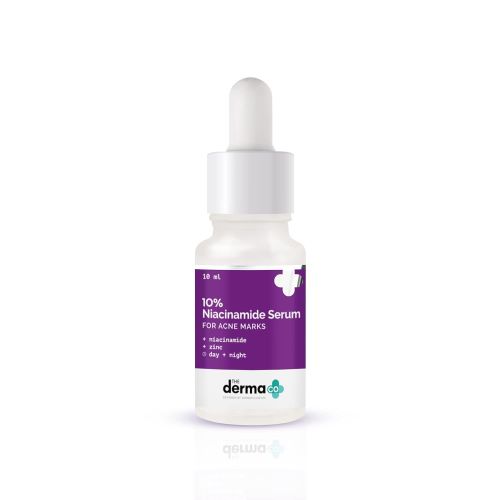 10 ml
10%
Niacinamide Serum
FOR ACNE MARKS
+ niacinamide
+ zinc
day + night
THE
derma co